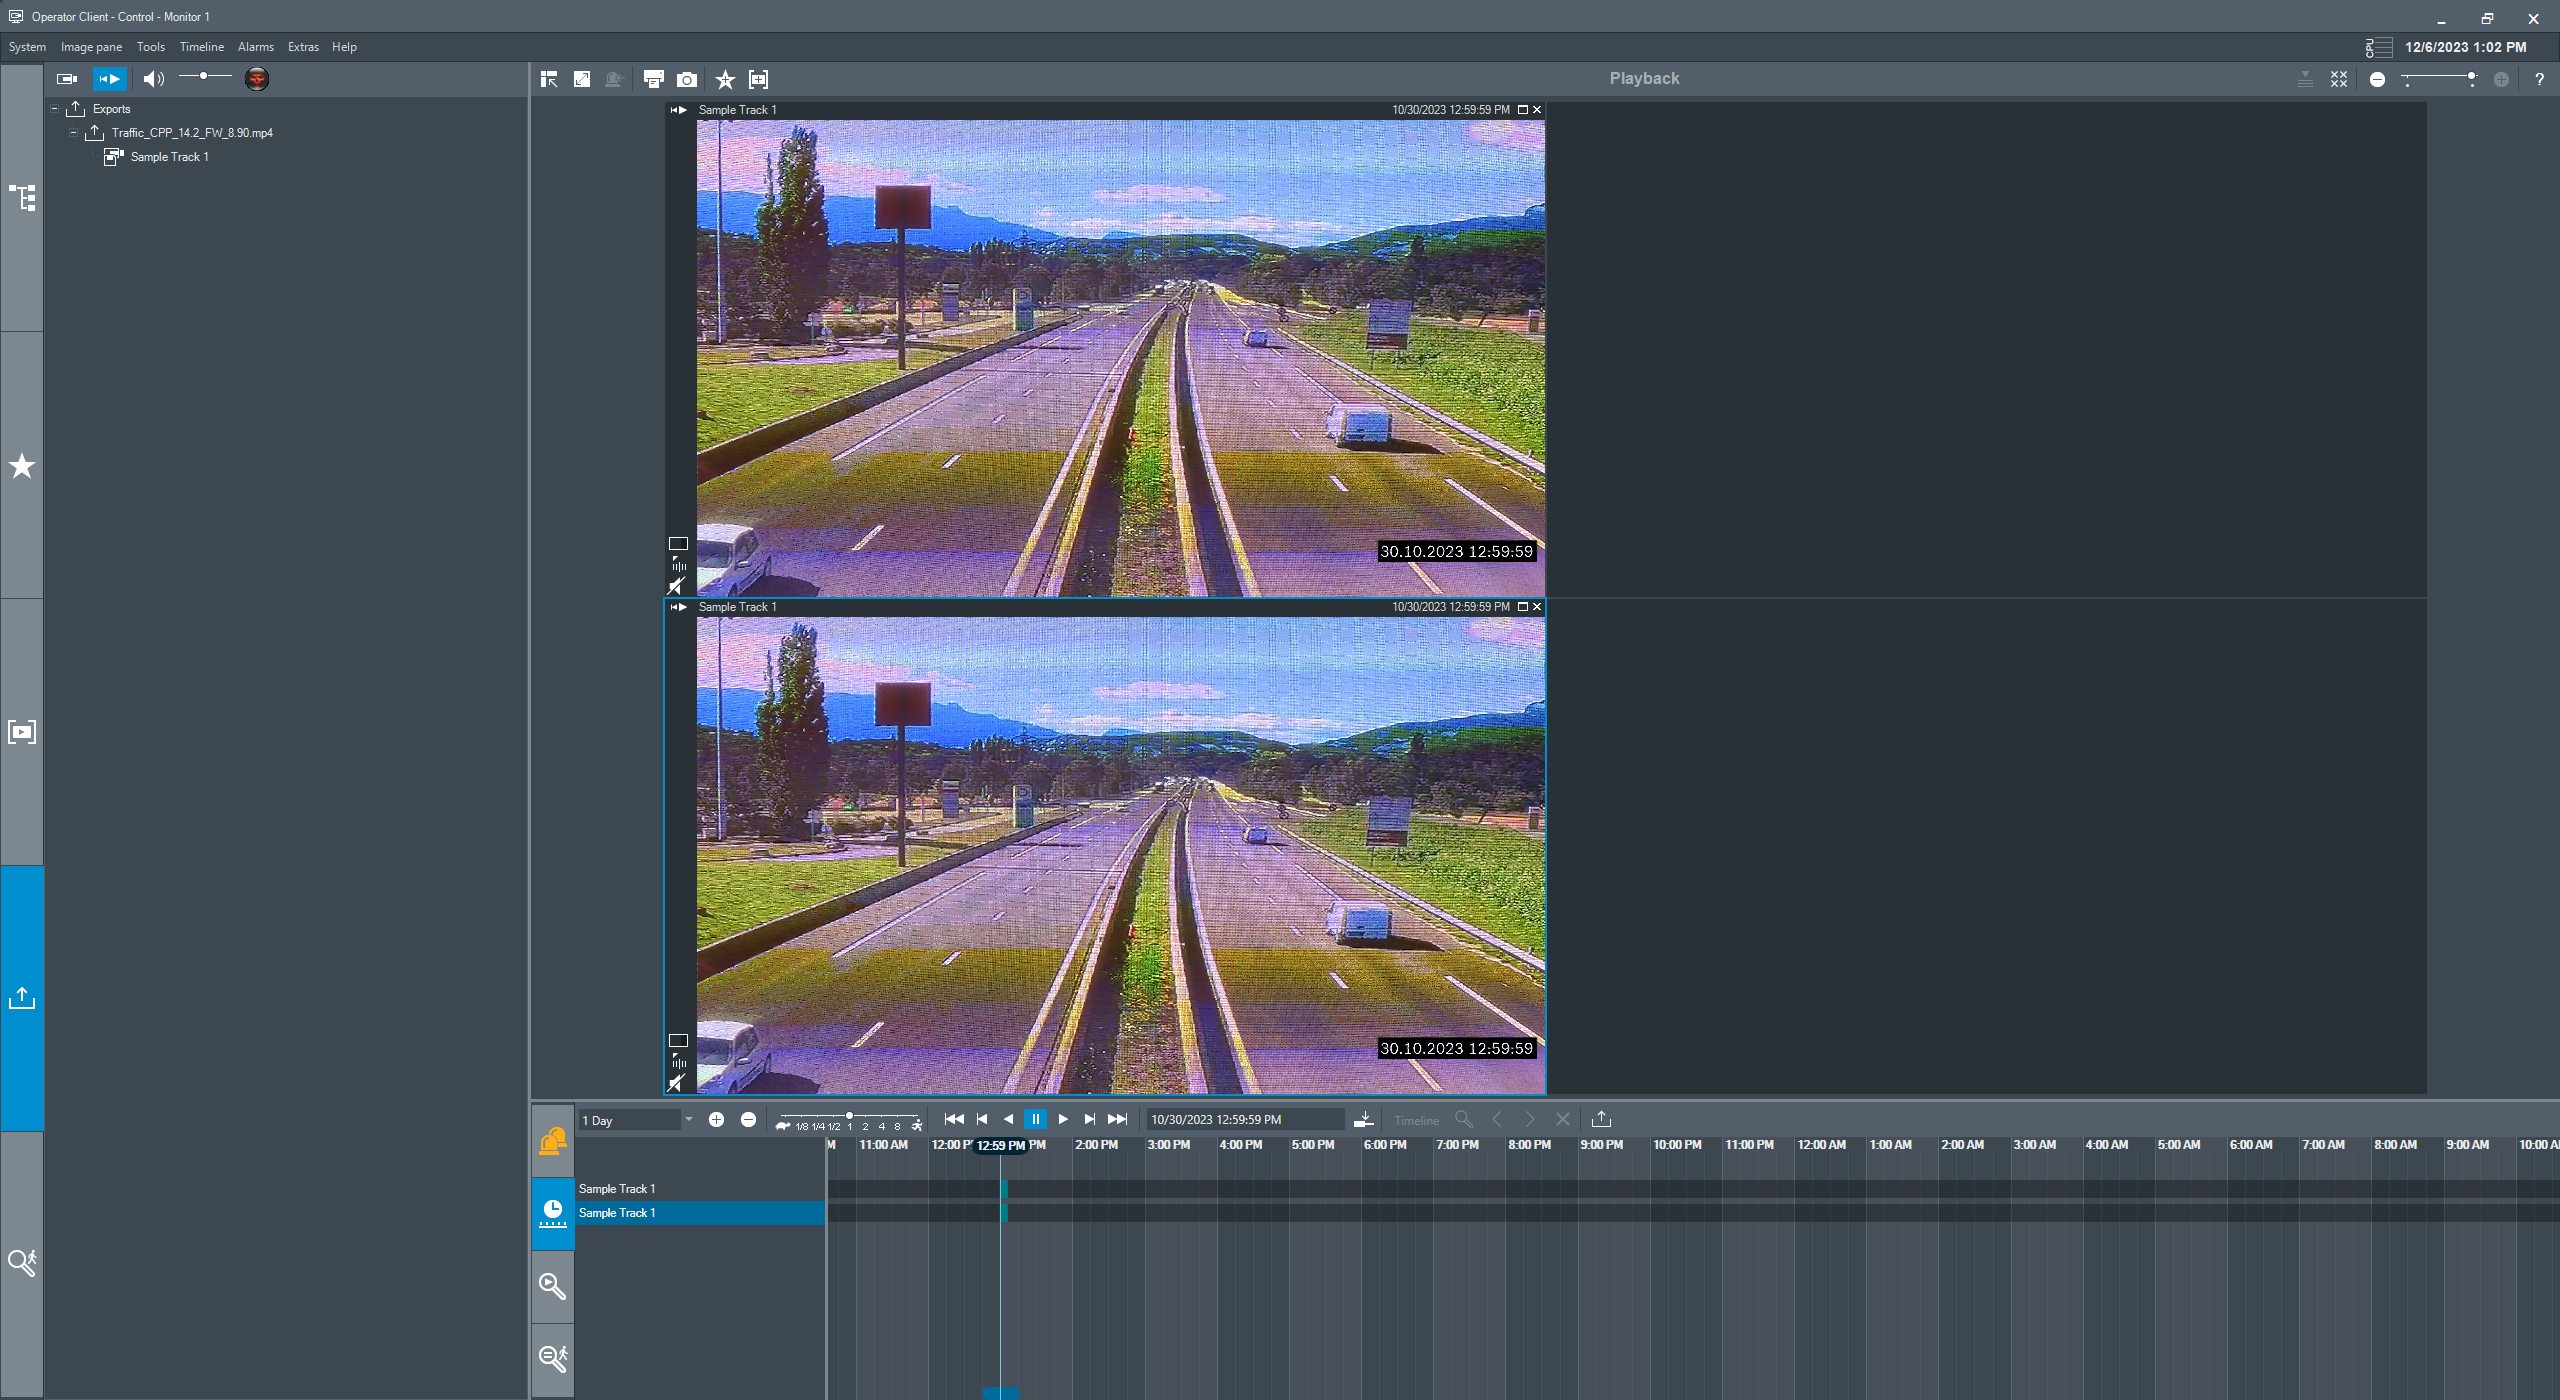 Operator Client - Control - Monitor 1
System Image pane Tools Timeline Alarms Extras Help
CPU 12/6/2023 1:02 PM
Playback ?
Exports
Traffic_CPP_14.2_FW_8.90.mp4
Sample Track 1
Sample Track 1 10/30/2023 12:59:59 PM
30.10.2023 12:59:59
Sample Track 1 10/30/2023 12:59:59 PM
30.10.2023 12:59:59
1 Day 1/8 1/4 1/2 1 2 4 8 10/30/2023 12:59:59 PM Timeline
11:00 AM 12:00 P 12:59 PM PM 2:00 PM 3:00 PM 4:00 PM 5:00 PM 6:00 PM 7:00 PM 8:00 PM 9:00 PM 10:00 PM 11:00 PM 12:00 AM 1:00 AM 2:00 AM 3:00 AM 4:00 AM 5:00 AM 6:00 AM 7:00 AM 8:00 AM 9:00 AM 10:00 A
Sample Track 1
Sample Track 1